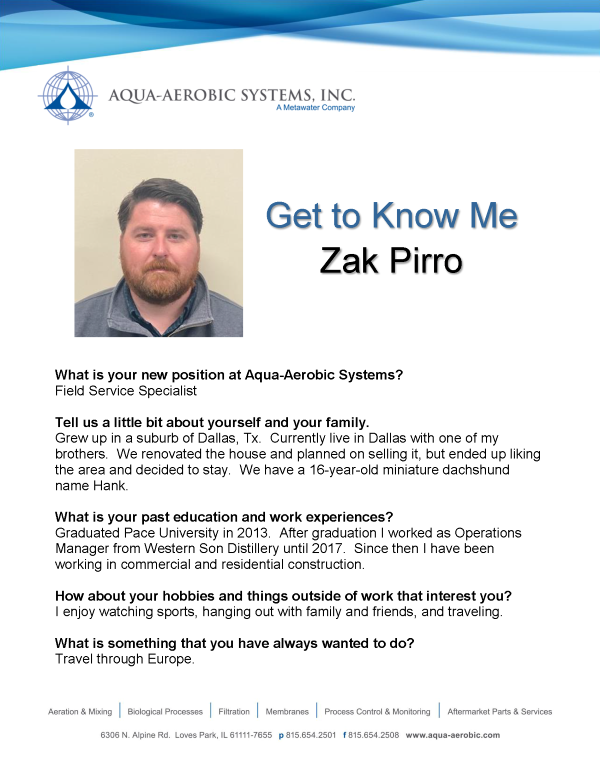 AQUA-AEROBIC SYSTEMS, INC.
A Metawater Company
®
Get to Know Me
Zak Pirro
What is your new position at Aqua-Aerobic Systems?
Field Service Specialist
Tell us a little bit about yourself and your family.
Grew up in a suburb of Dallas, Tx.  Currently live in Dallas with one of my
brothers.  We renovated the house and planned on selling it, but ended up liking
the area and decided to stay.  We have a 16-year-old miniature dachshund
name Hank.
What is your past education and work experiences?
Graduated Pace University in 2013.  After graduation I worked as Operations
Manager from Western Son Distillery until 2017.  Since then I have been
working in commercial and residential construction.
How about your hobbies and things outside of work that interest you?
I enjoy watching sports, hanging out with family and friends, and traveling.
What is something that you have always wanted to do?
Travel through Europe.
Aeration & Mixing | Biological Processes | Filtration | Membranes | Process Control & Monitoring | Aftermarket Parts & Services
6306 N. Alpine Rd.  Loves Park, IL 61111-7655  p 815.654.2501  f 815.654.2508  www.aqua-aerobic.com